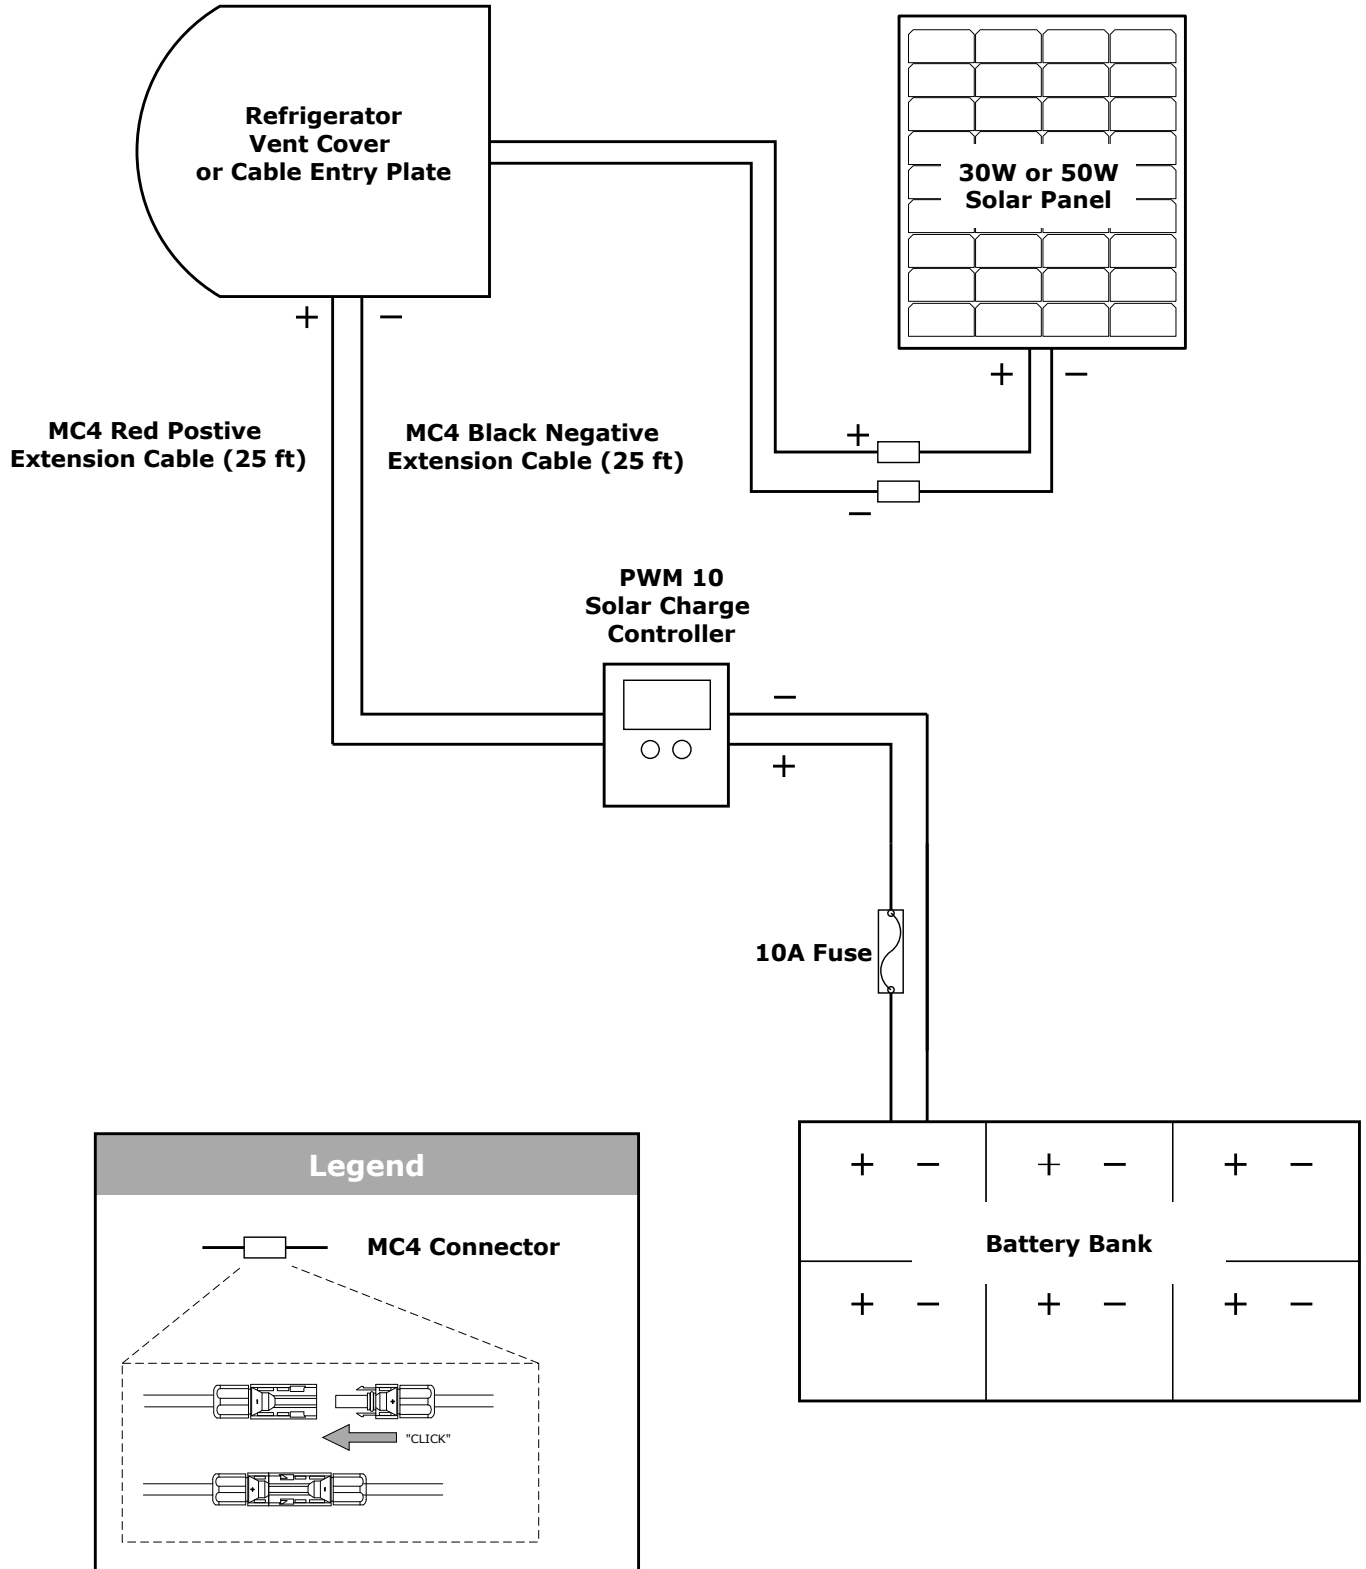 Refrigerator
Vent Cover
or Cable Entry Plate
30W or 50W
Solar Panel
+ −
+ −
MC4 Red Postive
Extension Cable (25 ft)
MC4 Black Negative
Extension Cable (25 ft)
+
−
PWM 10
Solar Charge
Controller
−
+
10A Fuse
Legend
MC4 Connector
- +
"CLICK"
+ -
+ − + − + −
Battery Bank
+ − + − + −